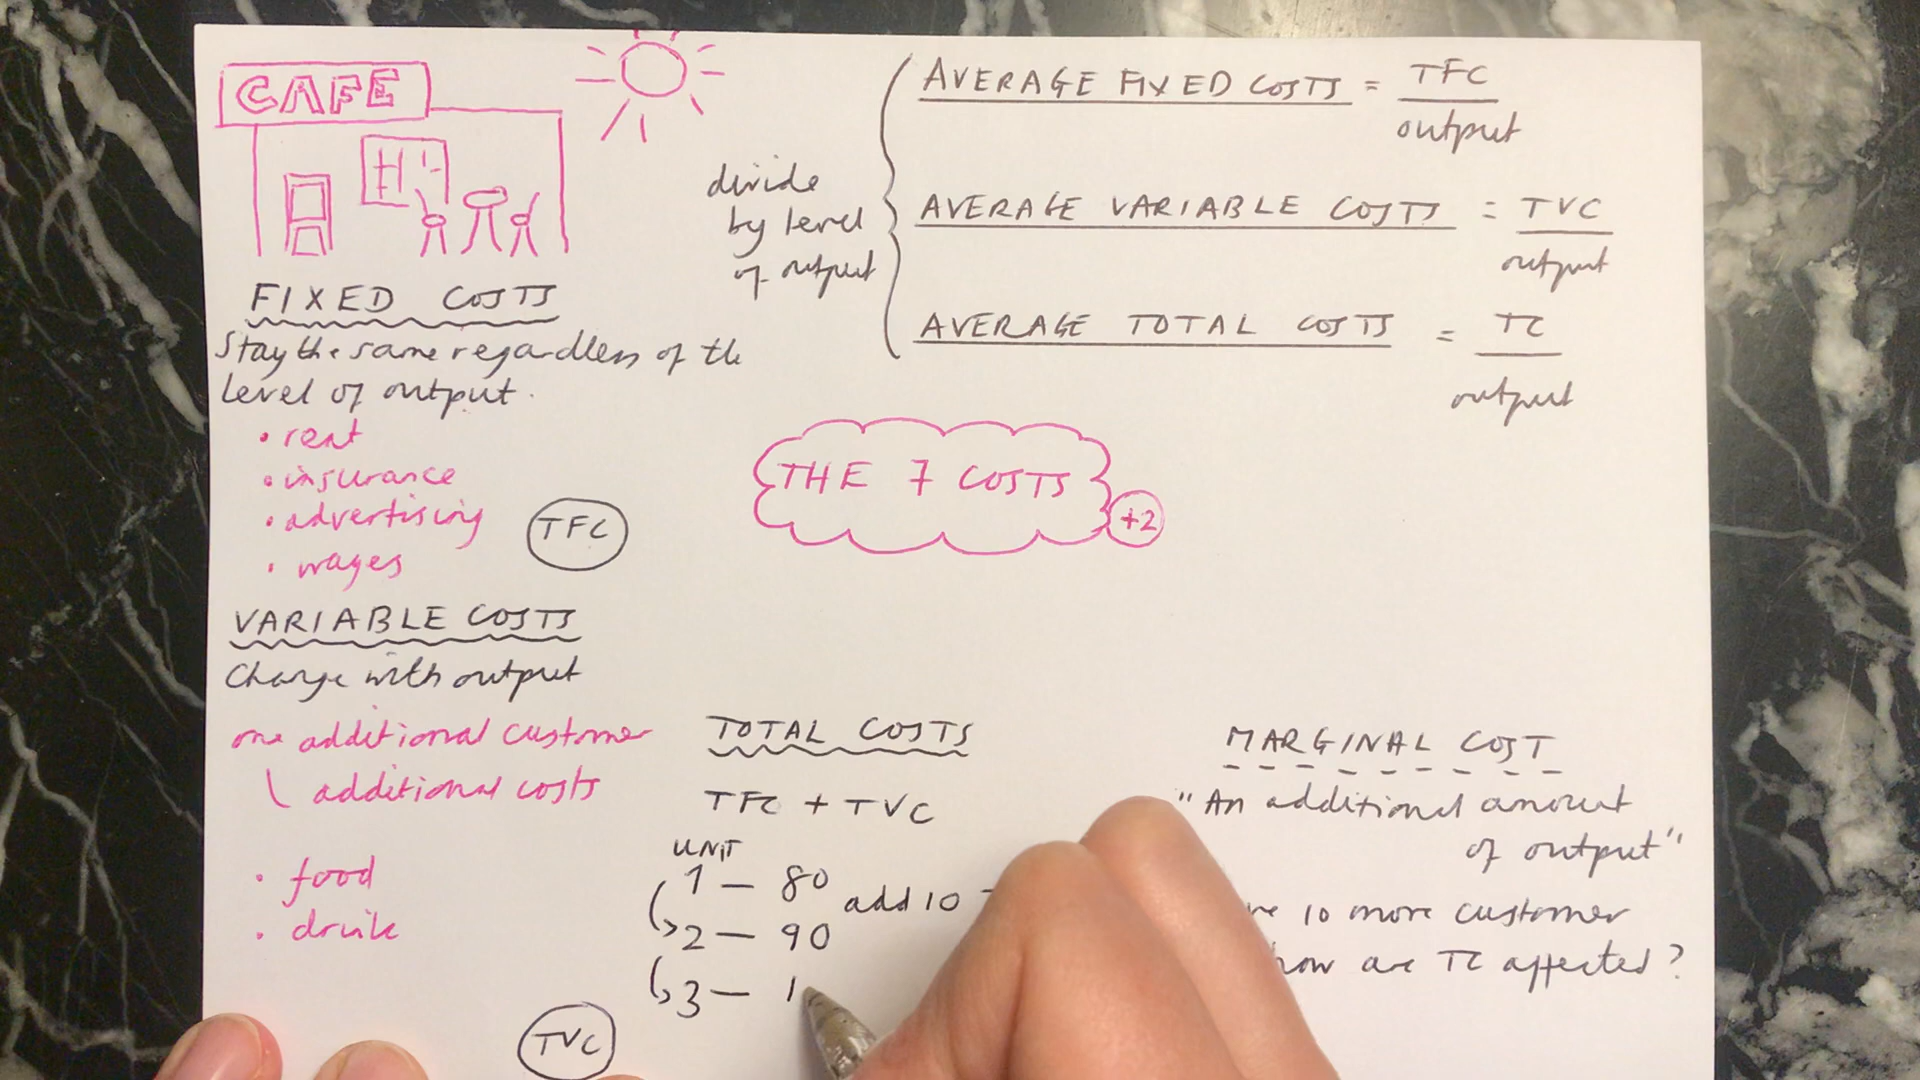 CAFE
FIXED COSTS
Stay the same regardless of the
level of output.
• rent
• insurance
• advertising
• wages
TFC
VARIABLE COSTS
Change with output
one additional customer
additional costs
• food
• drink
TVC
divide
by level
of output
AVERAGE FIXED COSTS = TFC
output
AVERAGE VARIABLE COSTS = TVC
output
AVERAGE TOTAL COSTS = TC
output
THE 7 COSTS
+2
TOTAL COSTS
TFC + TVC
UNIT
1 — 80
add 10
2 — 90
3 — 1
MARGINAL COST
"An additional amount
of output"
10 more customer
how are TC affected?